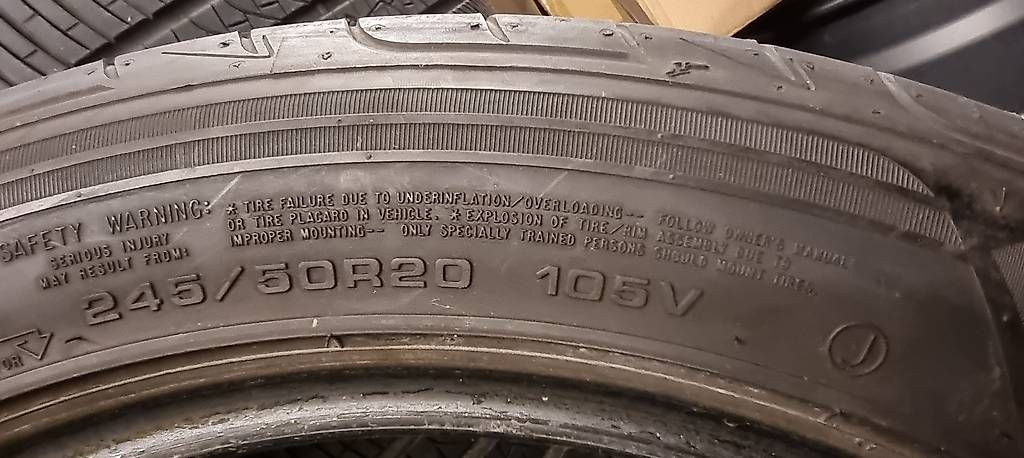 SAFETY WARNING:
SERIOUS INJURY
MAY RESULT FROM:
* TIRE FAILURE DUE TO UNDERINFLATION/OVERLOADING-- FOLLOW OWNER'S MANUAL
OR TIRE PLACARD IN VEHICLE. * EXPLOSION OF TIRE/RIM ASSEMBLY DUE TO
IMPROPER MOUNTING-- ONLY SPECIALLY TRAINED PERSONS SHOULD MOUNT TIRES.
245/50R20 105V
OR
J